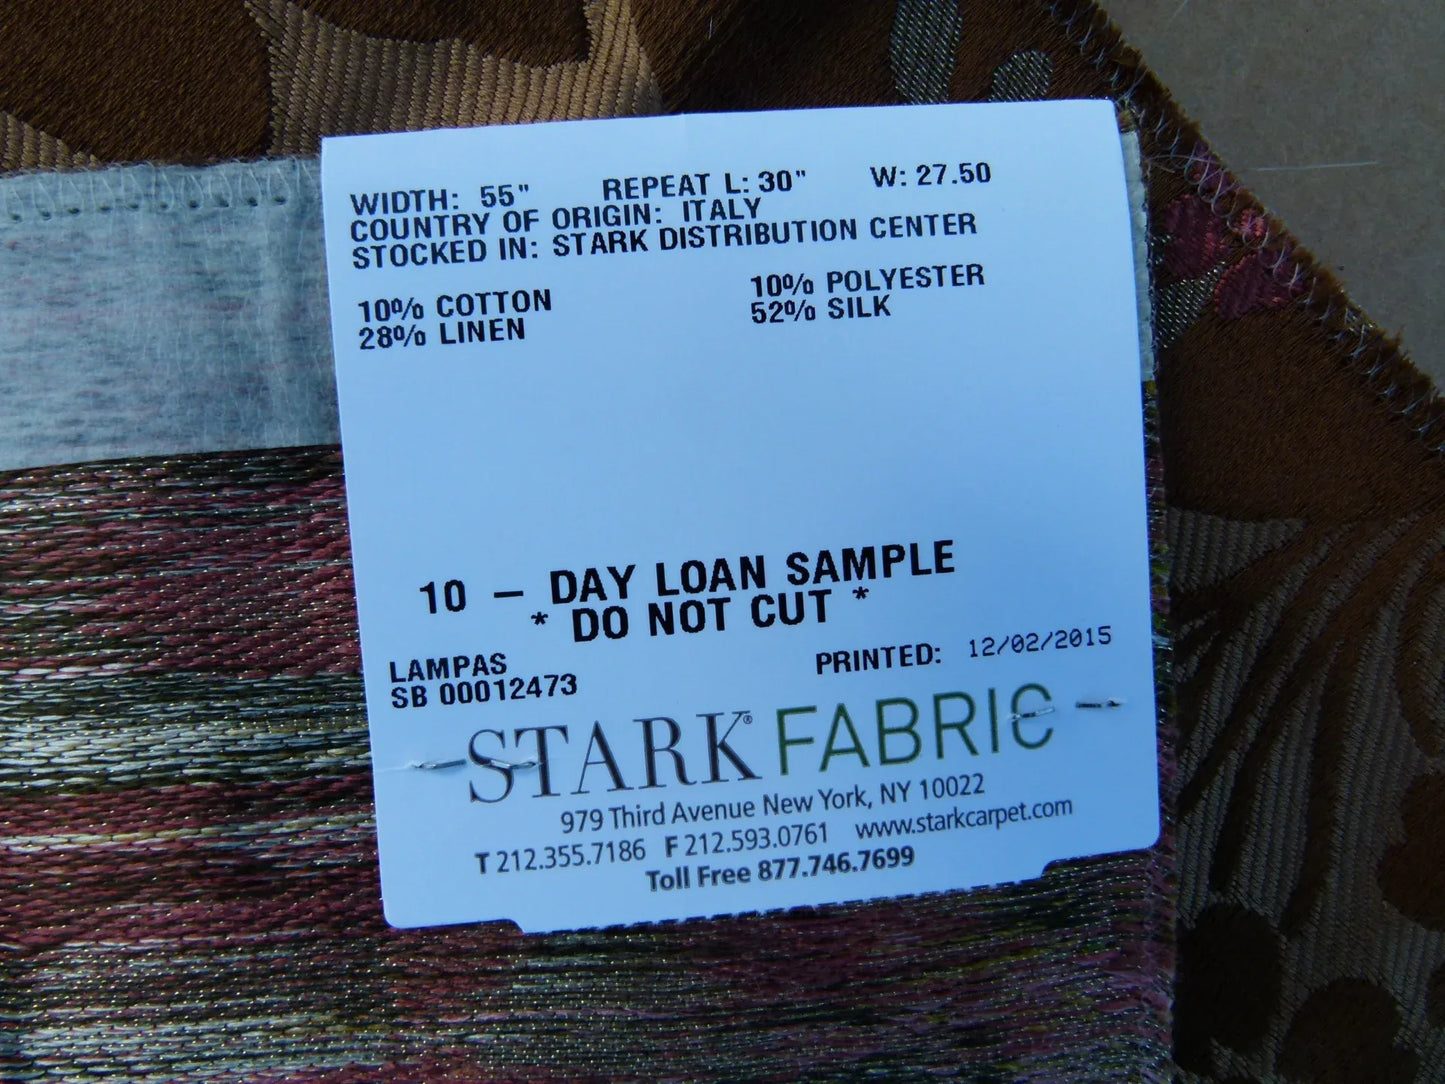 WIDTH: 55" REPEAT L: 30" W: 27.50
COUNTRY OF ORIGIN: ITALY
STOCKED IN: STARK DISTRIBUTION CENTER
10% COTTON 10% POLYESTER
28% LINEN 52% SILK
10 – DAY LOAN SAMPLE
* DO NOT CUT *
LAMPAS PRINTED: 12/02/2015
SB 00012473
STARK® FABRIC
979 Third Avenue New York, NY 10022
T 212.355.7186 F 212.593.0761 www.starkcarpet.com
Toll Free 877.746.7699